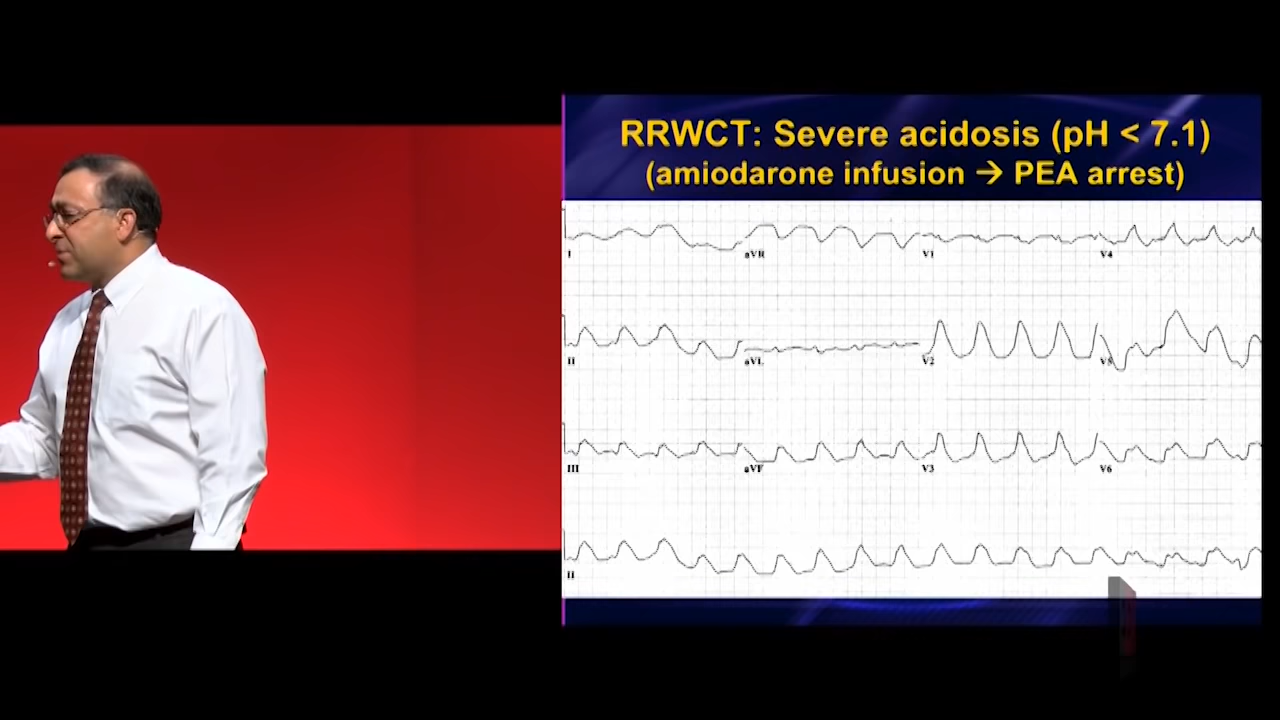 RRWCT: Severe acidosis (pH < 7.1)
(amiodarone infusion → PEA arrest)
I aVR V1 V4
II aVL V2 V5
III aVF V3 V6
II